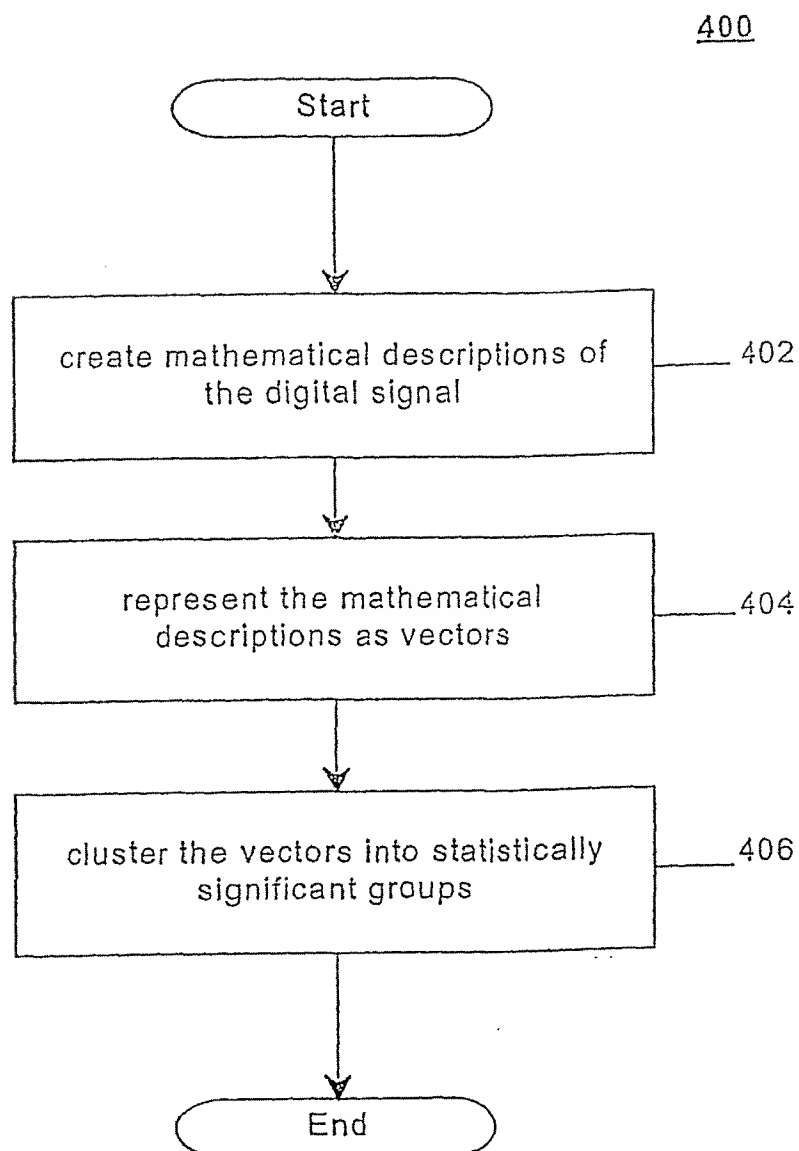 400
Start
create mathematical descriptions of
the digital signal
402
represent the mathematical
descriptions as vectors
404
cluster the vectors into statistically
significant groups
406
End